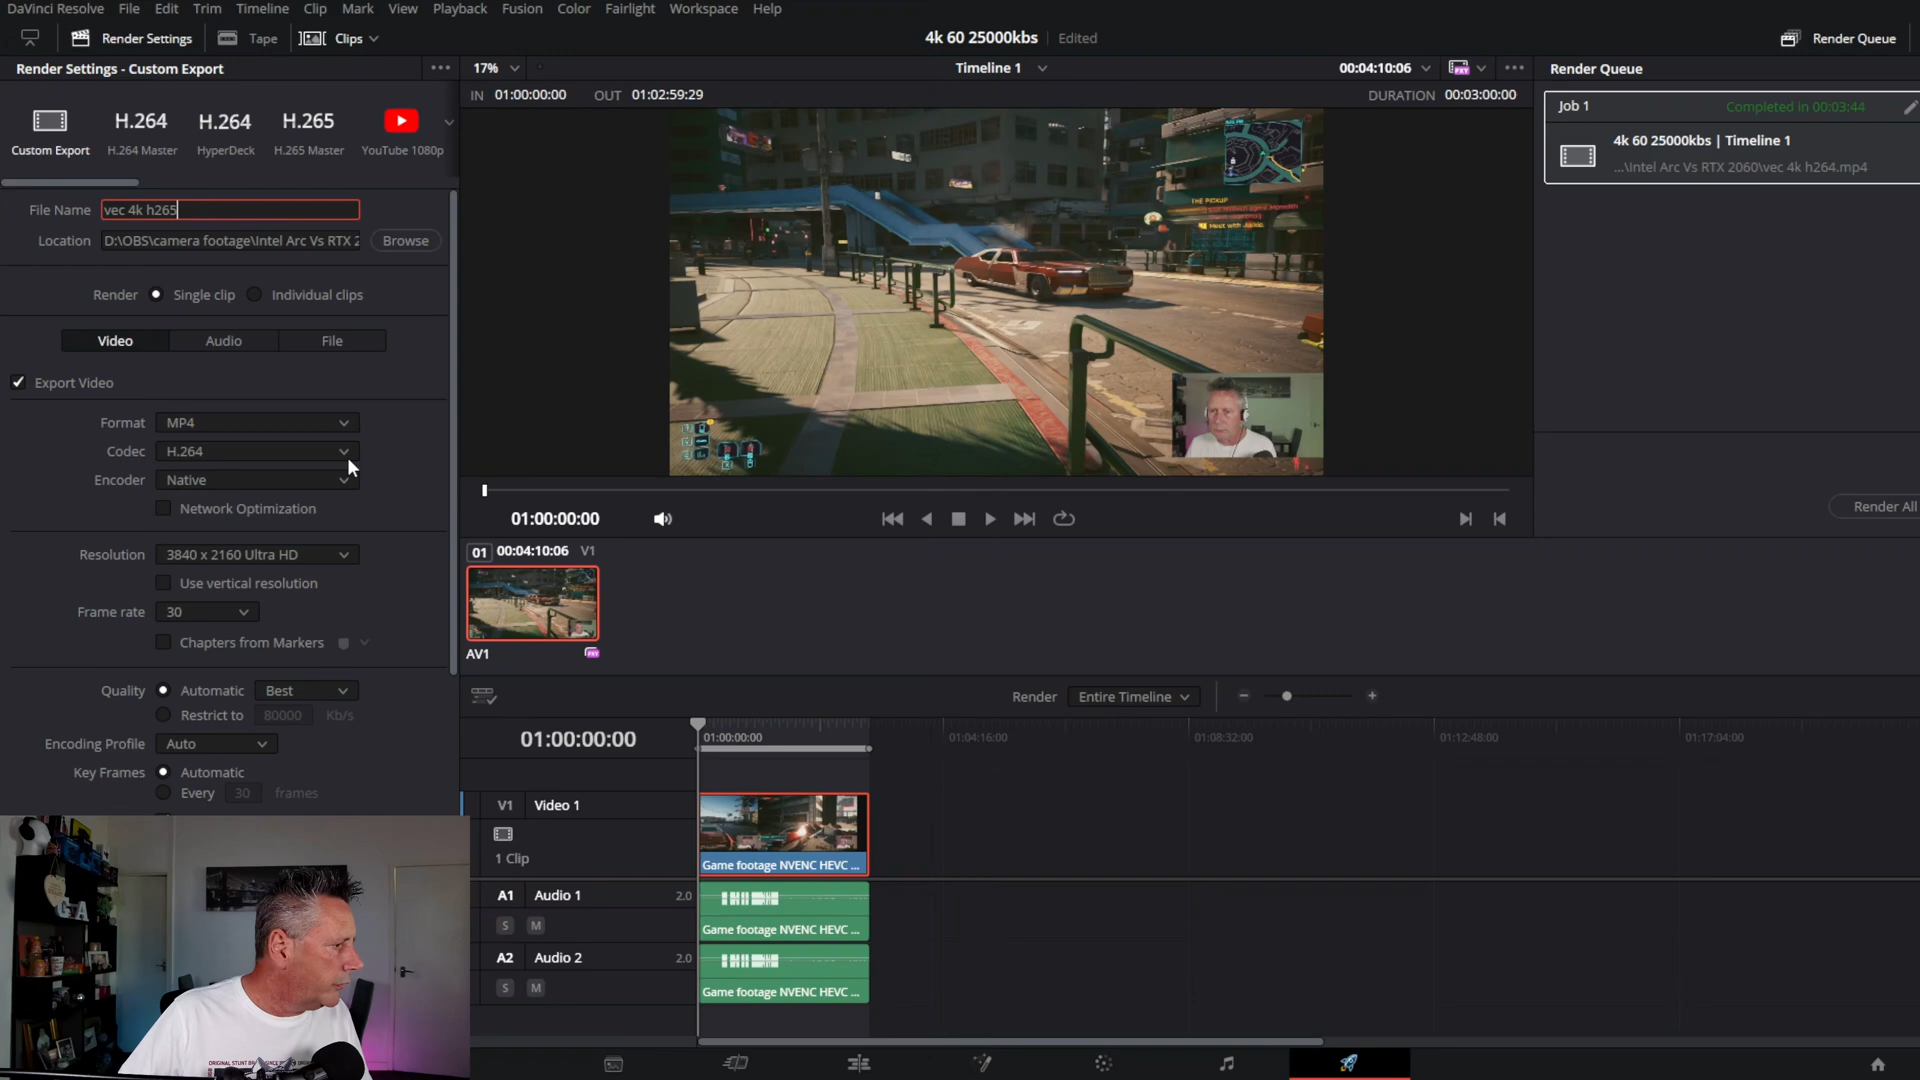 DaVinci Resolve File Edit Trim Timeline Clip Mark View Playback Fusion Color Fairlight Workspace Help
Render Settings Tape Clips 4k 60 25000kbs Edited Render Queue
Render Settings - Custom Export 17% Timeline 1 00:04:10:06 Render Queue
IN 01:00:00:00 OUT 01:02:59:29 DURATION 00:03:00:00
Job 1 Completed in 00:03:44
4k 60 25000kbs | Timeline 1
...\Intel Arc Vs RTX 2060\vec 4k h264.mp4
H.264 H.264 H.265
Custom Export H.264 Master HyperDeck H.265 Master YouTube 1080p
File Name vec 4k h265
Location D:\OBS\camera footage\Intel Arc Vs RTX 2 Browse
Render Single clip Individual clips
Video Audio File
Export Video
Format MP4
Codec H.264
Encoder Native
Network Optimization
Resolution 3840 x 2160 Ultra HD
Use vertical resolution
Frame rate 30
Chapters from Markers
Quality Automatic Best
Restrict to 80000 Kb/s
Encoding Profile Auto
Key Frames Automatic
Every 30 frames
THE PICKUP
01:00:00:00
Render All
01 00:04:10:06 V1
AV1
Render Entire Timeline
01:00:00:00 01:00:00:00 01:04:16:00 01:08:32:00 01:12:48:00 01:17:04:00
V1 Video 1
1 Clip
Game footage NVENC HEVC ...
A1 Audio 1 2.0
S M
Game footage NVENC HEVC ...
A2 Audio 2 2.0
S M
Game footage NVENC HEVC ...